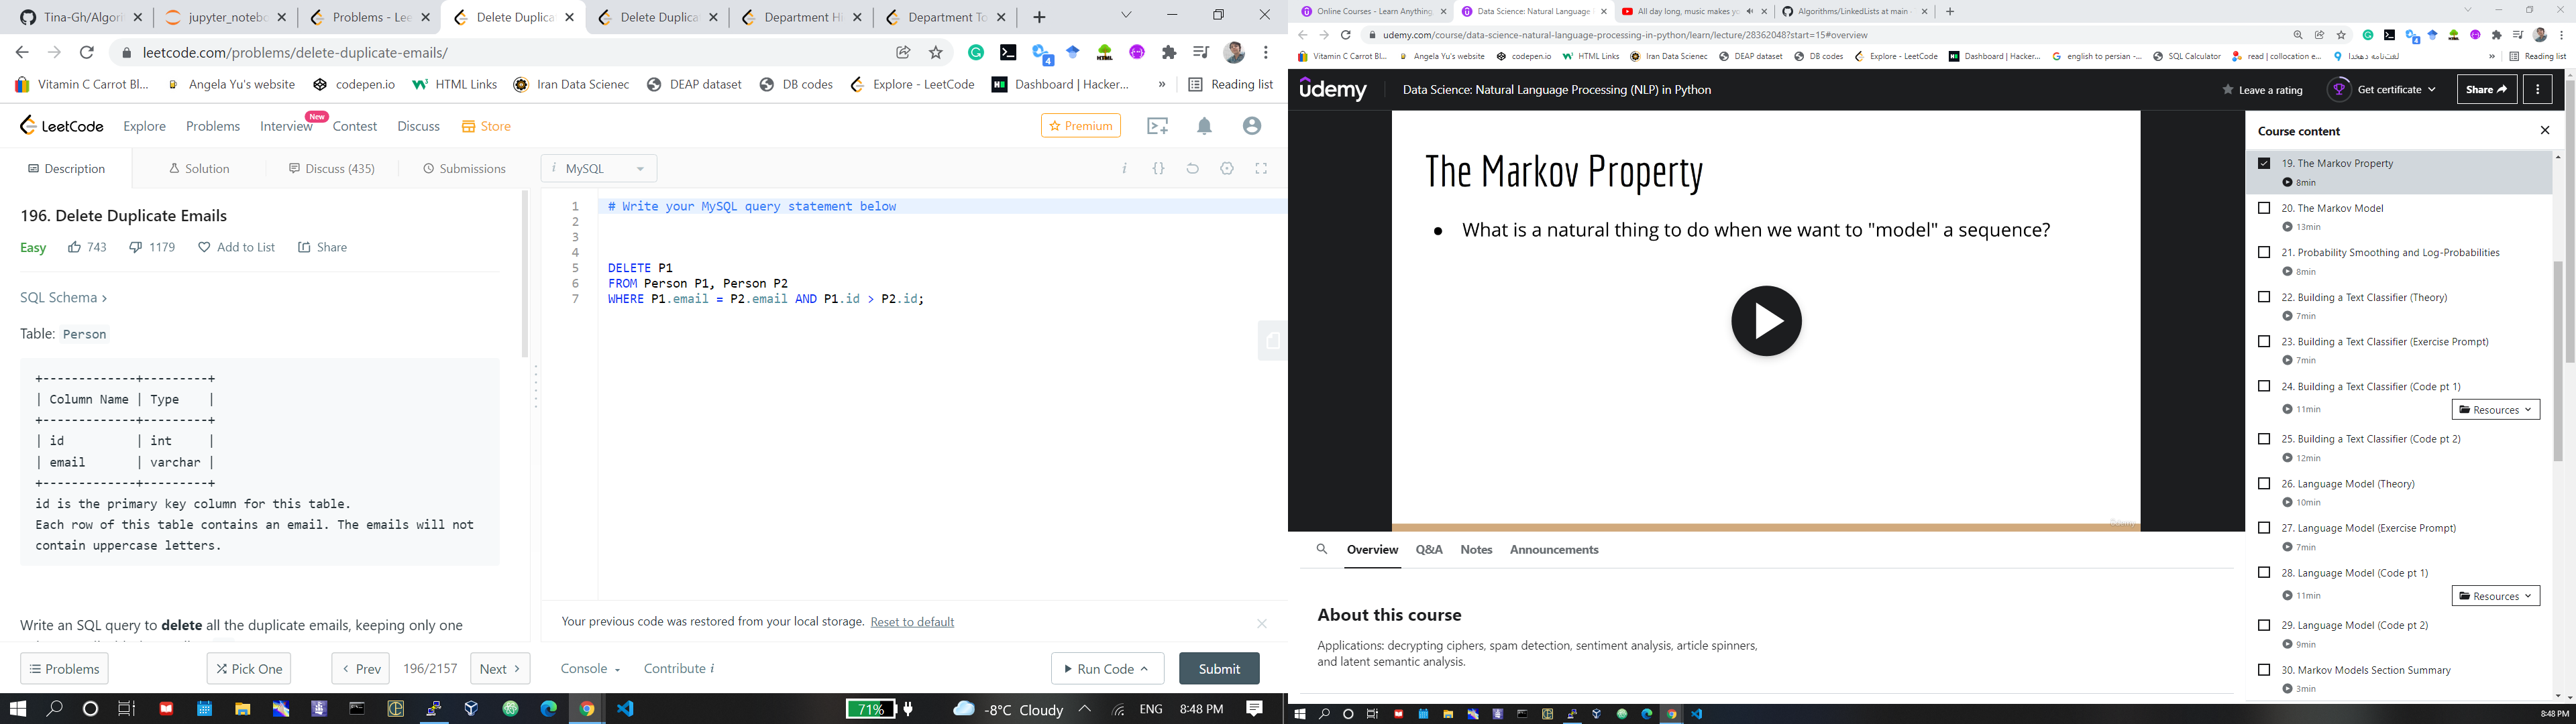 Tina-Gh/Algori
jupyter_notebo
Problems - Lee
Delete Duplica
Delete Duplica
Department Hi
Department To
leetcode.com/problems/delete-duplicate-emails/
Vitamin C Carrot Bl...
Angela Yu's website
codepen.io
HTML Links
Iran Data Scienec
DEAP dataset
DB codes
Explore - LeetCode
Dashboard | Hacker...
»
Reading list
LeetCode
Explore
Problems
Interview
New
Contest
Discuss
Store
Premium
Description
Solution
Discuss (435)
Submissions
i MySQL
196. Delete Duplicate Emails
Easy
743
1179
Add to List
Share
SQL Schema >
Table: Person
+-------------+---------+
| Column Name | Type    |
+-------------+---------+
| id          | int     |
| email       | varchar |
+-------------+---------+
id is the primary key column for this table.
Each row of this table contains an email. The emails will not
contain uppercase letters.
Write an SQL query to delete all the duplicate emails, keeping only one
Problems
Pick One
Prev
196/2157
Next
1 # Write your MySQL query statement below
2
3
4
5 DELETE P1
6 FROM Person P1, Person P2
7 WHERE P1.email = P2.email AND P1.id > P2.id;
Your previous code was restored from your local storage. Reset to default
Console
Contribute i
Run Code
Submit
71%
-8°C Cloudy
ENG
8:48 PM
Online Courses - Learn Anything
Data Science: Natural Language
All day long, music makes yo
Algorithms/LinkedLists at main
udemy.com/course/data-science-natural-language-processing-in-python/learn/lecture/28362048?start=15#overview
Vitamin C Carrot Bl...
Angela Yu's website
codepen.io
HTML Links
Iran Data Scienec
DEAP dataset
DB codes
Explore - LeetCode
Dashboard | Hacker...
english to persian -...
SQL Calculator
read | collocation e...
لغت‌نامه دهخدا
»
Reading list
udemy
Data Science: Natural Language Processing (NLP) in Python
Leave a rating
Get certificate
Share
The Markov Property
● What is a natural thing to do when we want to "model" a sequence?
Udemy
Course content
19. The Markov Property
8min
20. The Markov Model
13min
21. Probability Smoothing and Log-Probabilities
8min
22. Building a Text Classifier (Theory)
7min
23. Building a Text Classifier (Exercise Prompt)
7min
24. Building a Text Classifier (Code pt 1)
11min
Resources
25. Building a Text Classifier (Code pt 2)
12min
26. Language Model (Theory)
10min
27. Language Model (Exercise Prompt)
7min
28. Language Model (Code pt 1)
11min
Resources
29. Language Model (Code pt 2)
9min
30. Markov Models Section Summary
3min
Overview
Q&A
Notes
Announcements
About this course
Applications: decrypting ciphers, spam detection, sentiment analysis, article spinners,
and latent semantic analysis.
8:48 PM